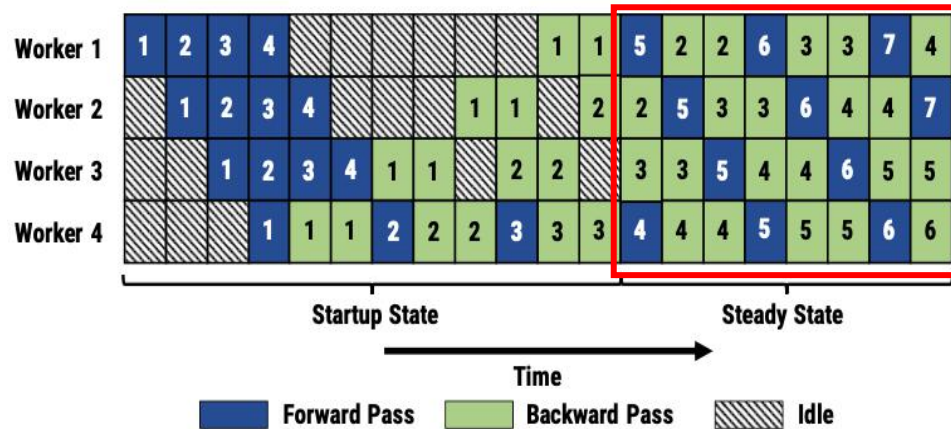 Worker 1 1 2 3 4 1 1 5 2 2 6 3 3 7 4
Worker 2 1 2 3 4 1 1 2 2 5 3 3 6 4 4 7
Worker 3 1 2 3 4 1 1 2 2 3 3 5 4 4 6 5 5
Worker 4 1 1 1 2 2 2 3 3 3 4 4 4 5 5 5 6 6
Startup State Steady State
Time
Forward Pass Backward Pass Idle